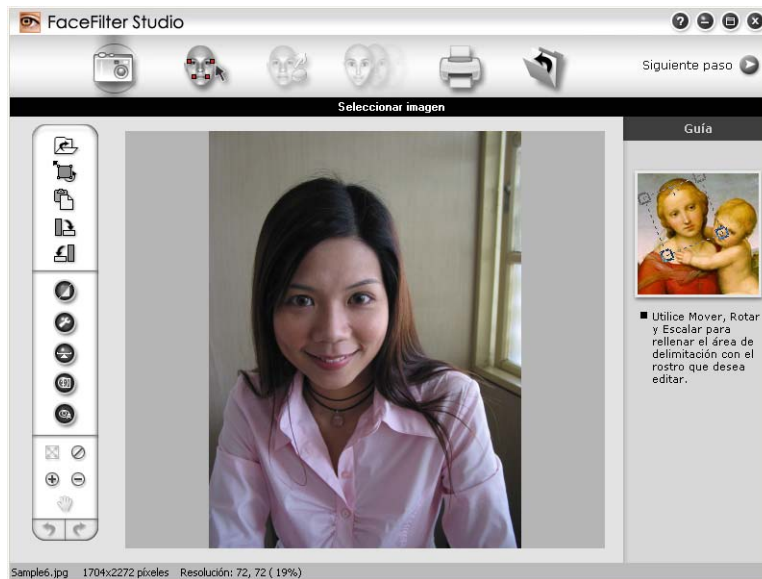 FaceFilter Studio
Siguiente paso
Seleccionar imagen
Guía
Utilice Mover, Rotar
y Escalar para
rellenar el área de
delimitación con el
rostro que desea
editar.
Sample6.jpg 1704x2272 píxeles Resolución: 72, 72 ( 19%)